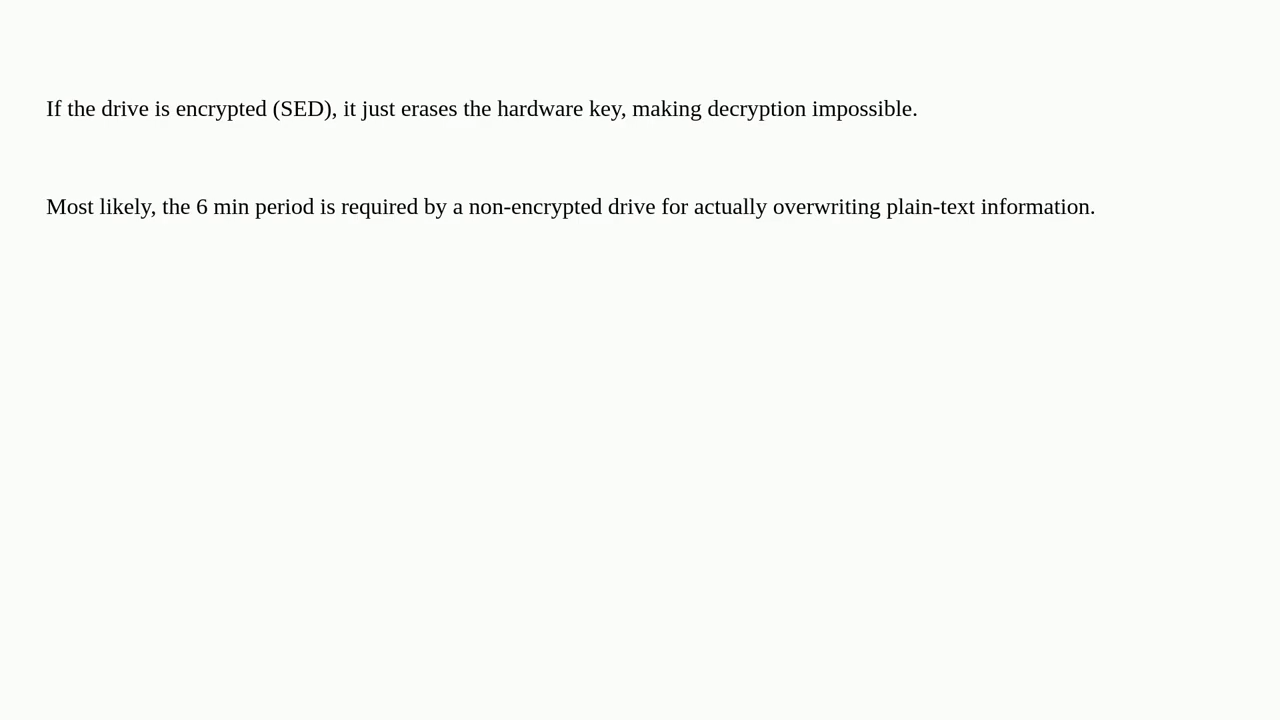 If the drive is encrypted (SED), it just erases the hardware key, making decryption impossible.
Most likely, the 6 min period is required by a non-encrypted drive for actually overwriting plain-text information.